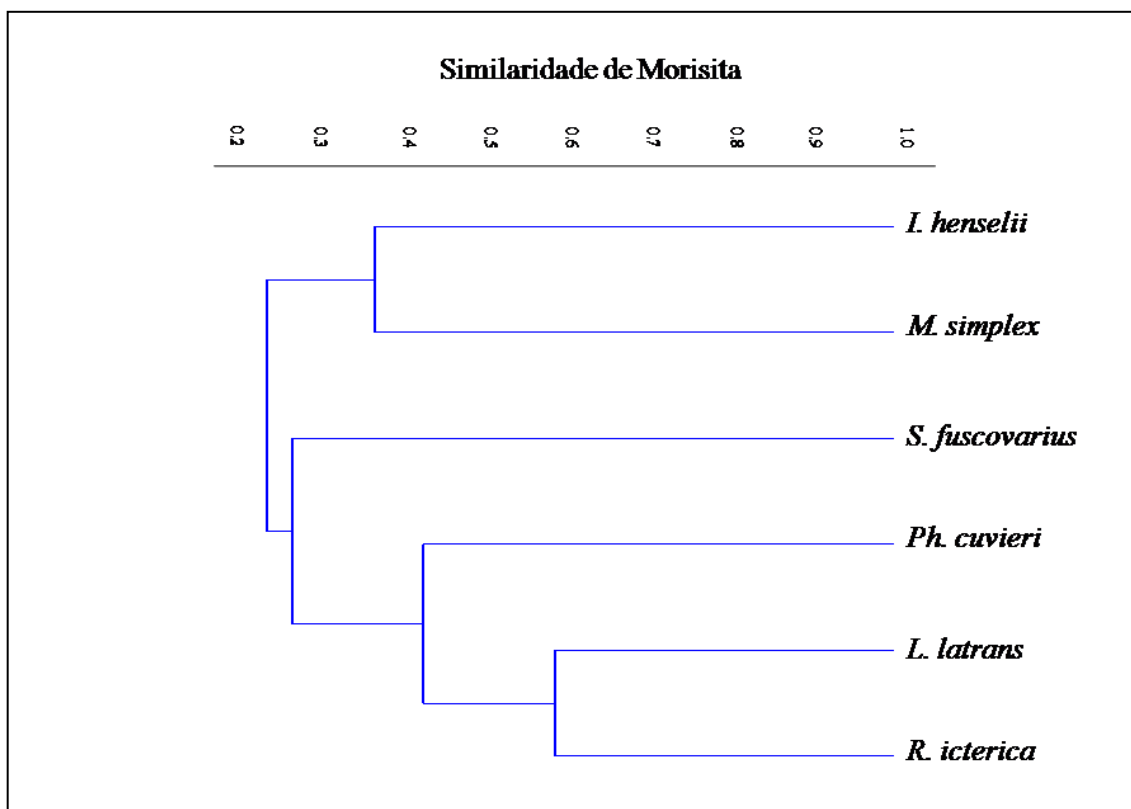 Similaridade de Morisita
0.2 0.3 0.4 0.5 0.6 0.7 0.8 0.9 1.0
I. henselii
M. simplex
S. fuscovarius
Ph. cuvieri
L. latrans
R. icterica